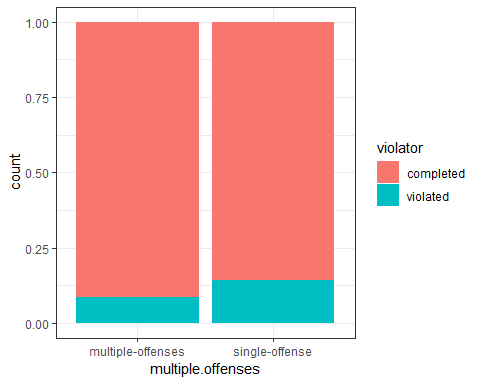 1.00
0.75
0.50
0.25
0.00
count
multiple-offenses single-offense
multiple.offenses
violator
completed
violated